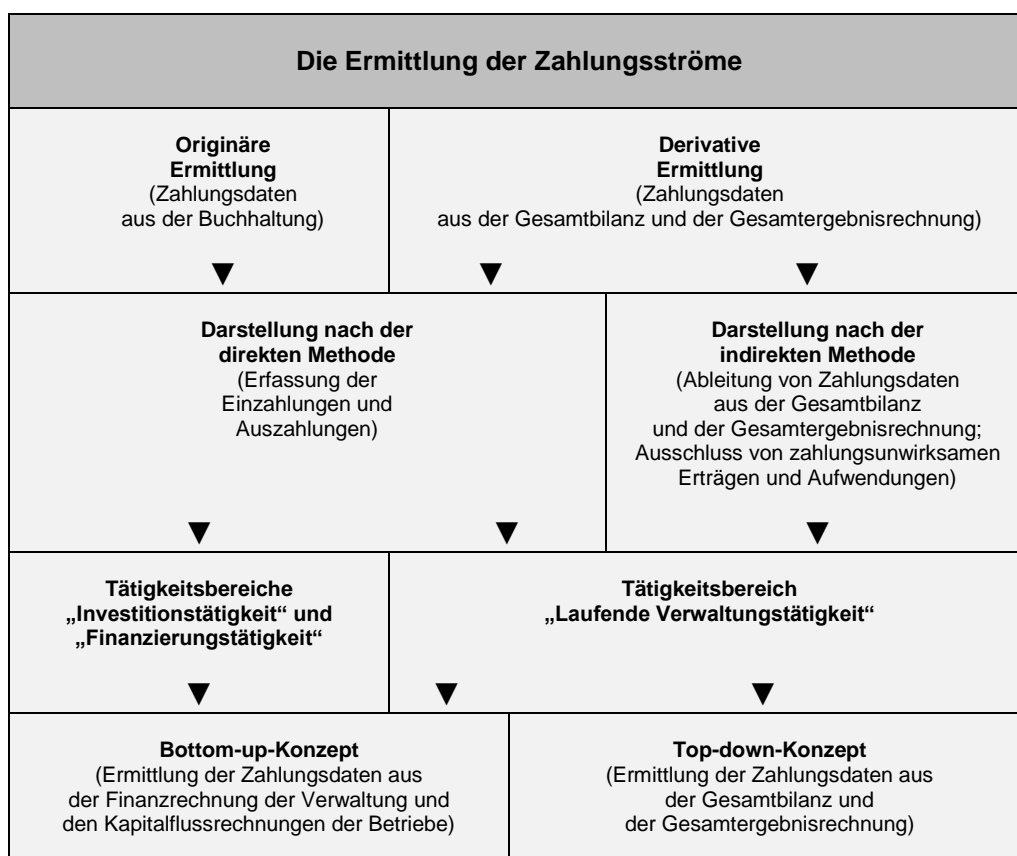 Die Ermittlung der Zahlungsströme
Originäre
Ermittlung
(Zahlungsdaten
aus der Buchhaltung)
Derivative
Ermittlung
(Zahlungsdaten
aus der Gesamtbilanz und der Gesamtergebnisrechnung)
Darstellung nach der
direkten Methode
(Erfassung der
Einzahlungen und
Auszahlungen)
Darstellung nach der
indirekten Methode
(Ableitung von Zahlungsdaten
aus der Gesamtbilanz
und der Gesamtergebnisrechnung;
Ausschluss von zahlungsunwirksamen
Erträgen und Aufwendungen)
Tätigkeitsbereiche
„Investitionstätigkeit“ und
„Finanzierungstätigkeit“
Tätigkeitsbereich
„Laufende Verwaltungstätigkeit“
Bottom-up-Konzept
(Ermittlung der Zahlungsdaten aus
der Finanzrechnung der Verwaltung und
den Kapitalflussrechnungen der Betriebe)
Top-down-Konzept
(Ermittlung der Zahlungsdaten aus
der Gesamtbilanz und
der Gesamtergebnisrechnung)